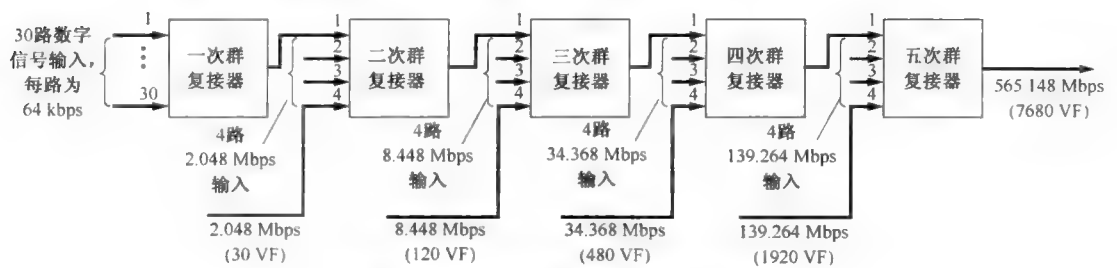 30路数字
信号输入,
每路为
64 kbps
1
30
一次群
复接器
1
2
3
4
4路
2.048 Mbps
输入
2.048 Mbps
(30 VF)
二次群
复接器
1
2
3
4
4路
8.448 Mbps
输入
8.448 Mbps
(120 VF)
三次群
复接器
1
2
3
4
4路
34.368 Mbps
输入
34.368 Mbps
(480 VF)
四次群
复接器
1
2
3
4
4路
139.264 Mbps
输入
139.264 Mbps
(1920 VF)
五次群
复接器
565 148 Mbps
(7680 VF)